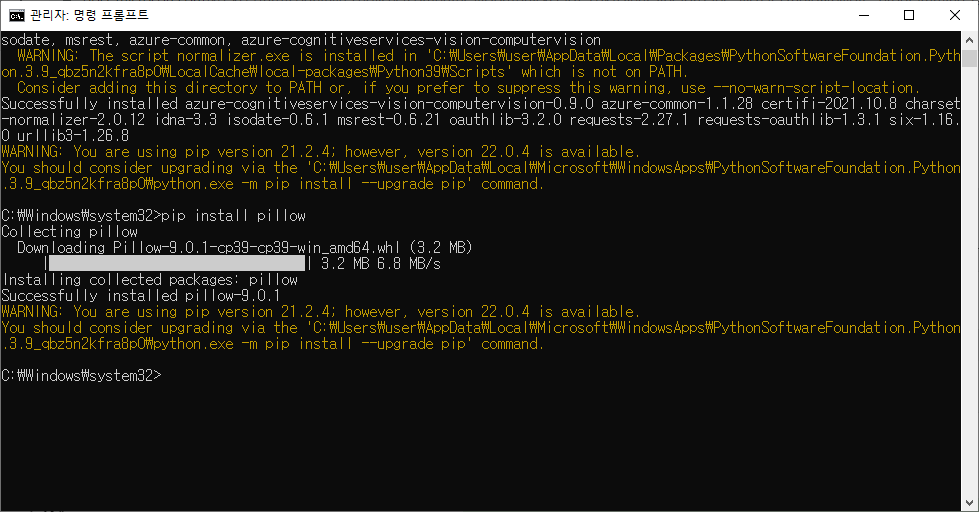 관리자: 명령 프롬프트
sodate, msrest, azure-common, azure-cognitiveservices-vision-computervision
  WARNING: The script normalizer.exe is installed in 'C:₩Users₩user₩AppData₩Local₩Packages₩PythonSoftwareFoundation.Pyth
on.3.9_qbz5n2kfra8p0₩LocalCache₩local-packages₩Python39₩Scripts' which is not on PATH.
  Consider adding this directory to PATH or, if you prefer to suppress this warning, use --no-warn-script-location.
Successfully installed azure-cognitiveservices-vision-computervision-0.9.0 azure-common-1.1.28 certifi-2021.10.8 charset
-normalizer-2.0.12 idna-3.3 isodate-0.6.1 msrest-0.6.21 oauthlib-3.2.0 requests-2.27.1 requests-oauthlib-1.3.1 six-1.16.
0 urllib3-1.26.8
WARNING: You are using pip version 21.2.4; however, version 22.0.4 is available.
You should consider upgrading via the 'C:₩Users₩user₩AppData₩Local₩Microsoft₩WindowsApps₩PythonSoftwareFoundation.Python
.3.9_qbz5n2kfra8p0₩python.exe -m pip install --upgrade pip' command.
C:₩Windows₩system32>pip install pillow
Collecting pillow
  Downloading Pillow-9.0.1-cp39-cp39-win_amd64.whl (3.2 MB)
     |████████████████████████████████| 3.2 MB 6.8 MB/s
Installing collected packages: pillow
Successfully installed pillow-9.0.1
WARNING: You are using pip version 21.2.4; however, version 22.0.4 is available.
You should consider upgrading via the 'C:₩Users₩user₩AppData₩Local₩Microsoft₩WindowsApps₩PythonSoftwareFoundation.Python
.3.9_qbz5n2kfra8p0₩python.exe -m pip install --upgrade pip' command.
C:₩Windows₩system32>